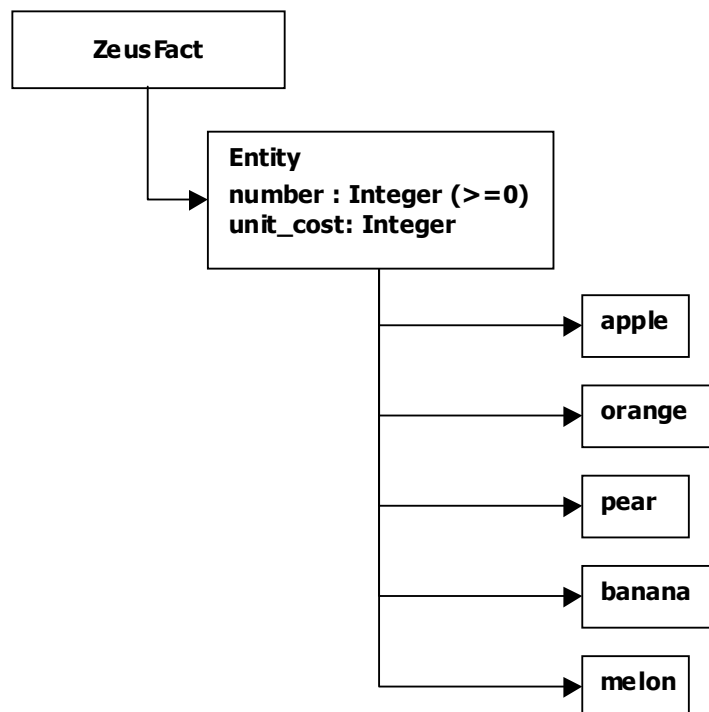 ZeusFact
Entity
number : Integer (>=0)
unit_cost: Integer
apple
orange
pear
banana
melon